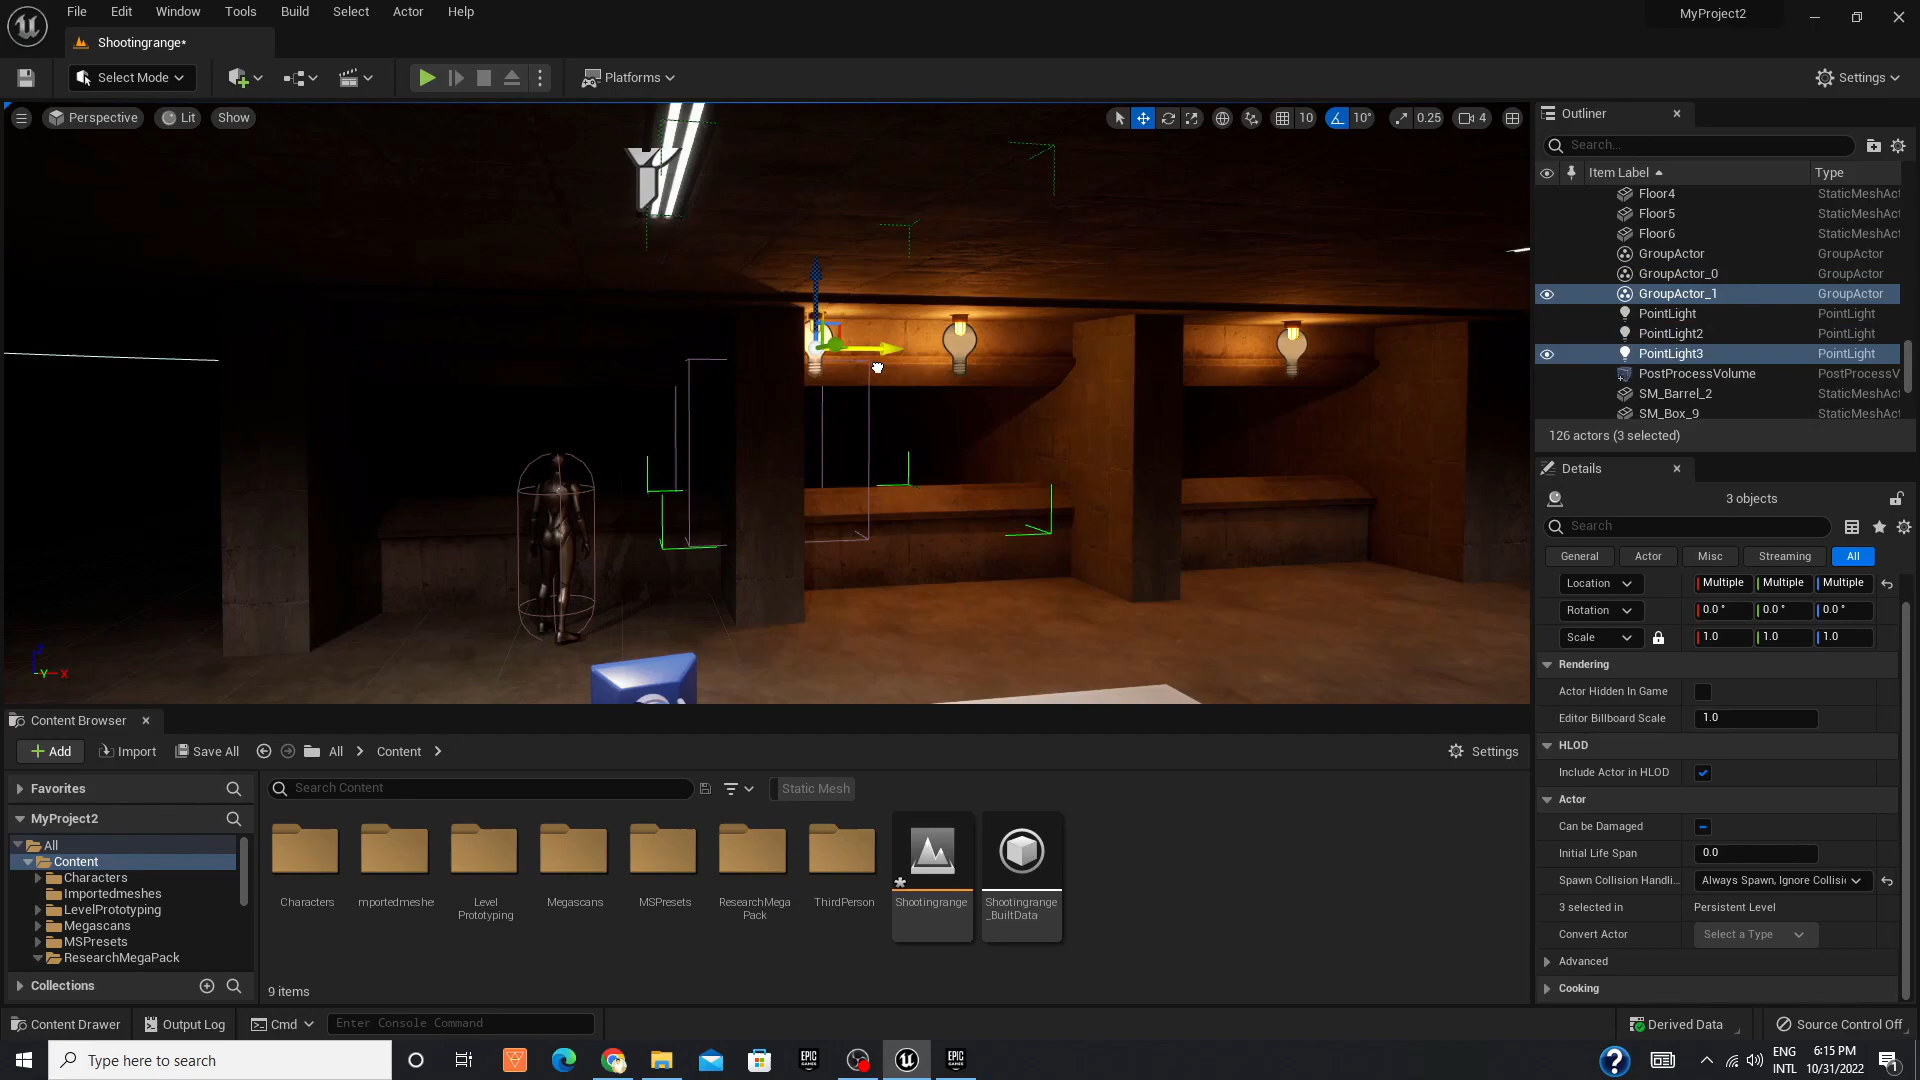 File Edit Window Tools Build Select Actor Help
MyProject2
Shootingrange*
Select Mode
Platforms
Settings
Perspective Lit Show
10 10° 0.25 4
Outliner
Search...
Item Label Type
Floor4 StaticMeshAct
Floor5 StaticMeshAct
Floor6 StaticMeshAct
GroupActor GroupActor
GroupActor_0 GroupActor
GroupActor_1 GroupActor
PointLight PointLight
PointLight2 PointLight
PointLight3 PointLight
PostProcessVolume PostProcessV
SM_Barrel_2 StaticMeshAct
SM_Box_9 StaticMeshAct
126 actors (3 selected)
Details
3 objects
Search
General Actor Misc Streaming All
Location Multiple Multiple Multiple
Rotation 0.0 ° 0.0 ° 0.0 °
Scale 1.0 1.0 1.0
Rendering
Actor Hidden In Game
Editor Billboard Scale 1.0
HLOD
Include Actor in HLOD
Actor
Can be Damaged
Initial Life Span 0.0
Spawn Collision Handli... Always Spawn, Ignore Collisi
3 selected in Persistent Level
Convert Actor Select a Type
Advanced
Cooking
Z
Y X
Content Browser
Add Import Save All All Content Settings
Favorites
MyProject2
All
Content
Characters
Importedmeshes
LevelPrototyping
Megascans
MSPresets
ResearchMegaPack
Collections
Search Content
Static Mesh
Characters
mportedmeshe
Level
Prototyping
Megascans
MSPresets
ResearchMega
Pack
ThirdPerson
Shootingrange
Shootingrange
_BuiltData
9 items
Content Drawer Output Log Cmd Enter Console Command
Derived Data Source Control Off
Type here to search
EPIC
GAMES
EPIC
GAMES
ENG
INTL
6:15 PM
10/31/2022
1